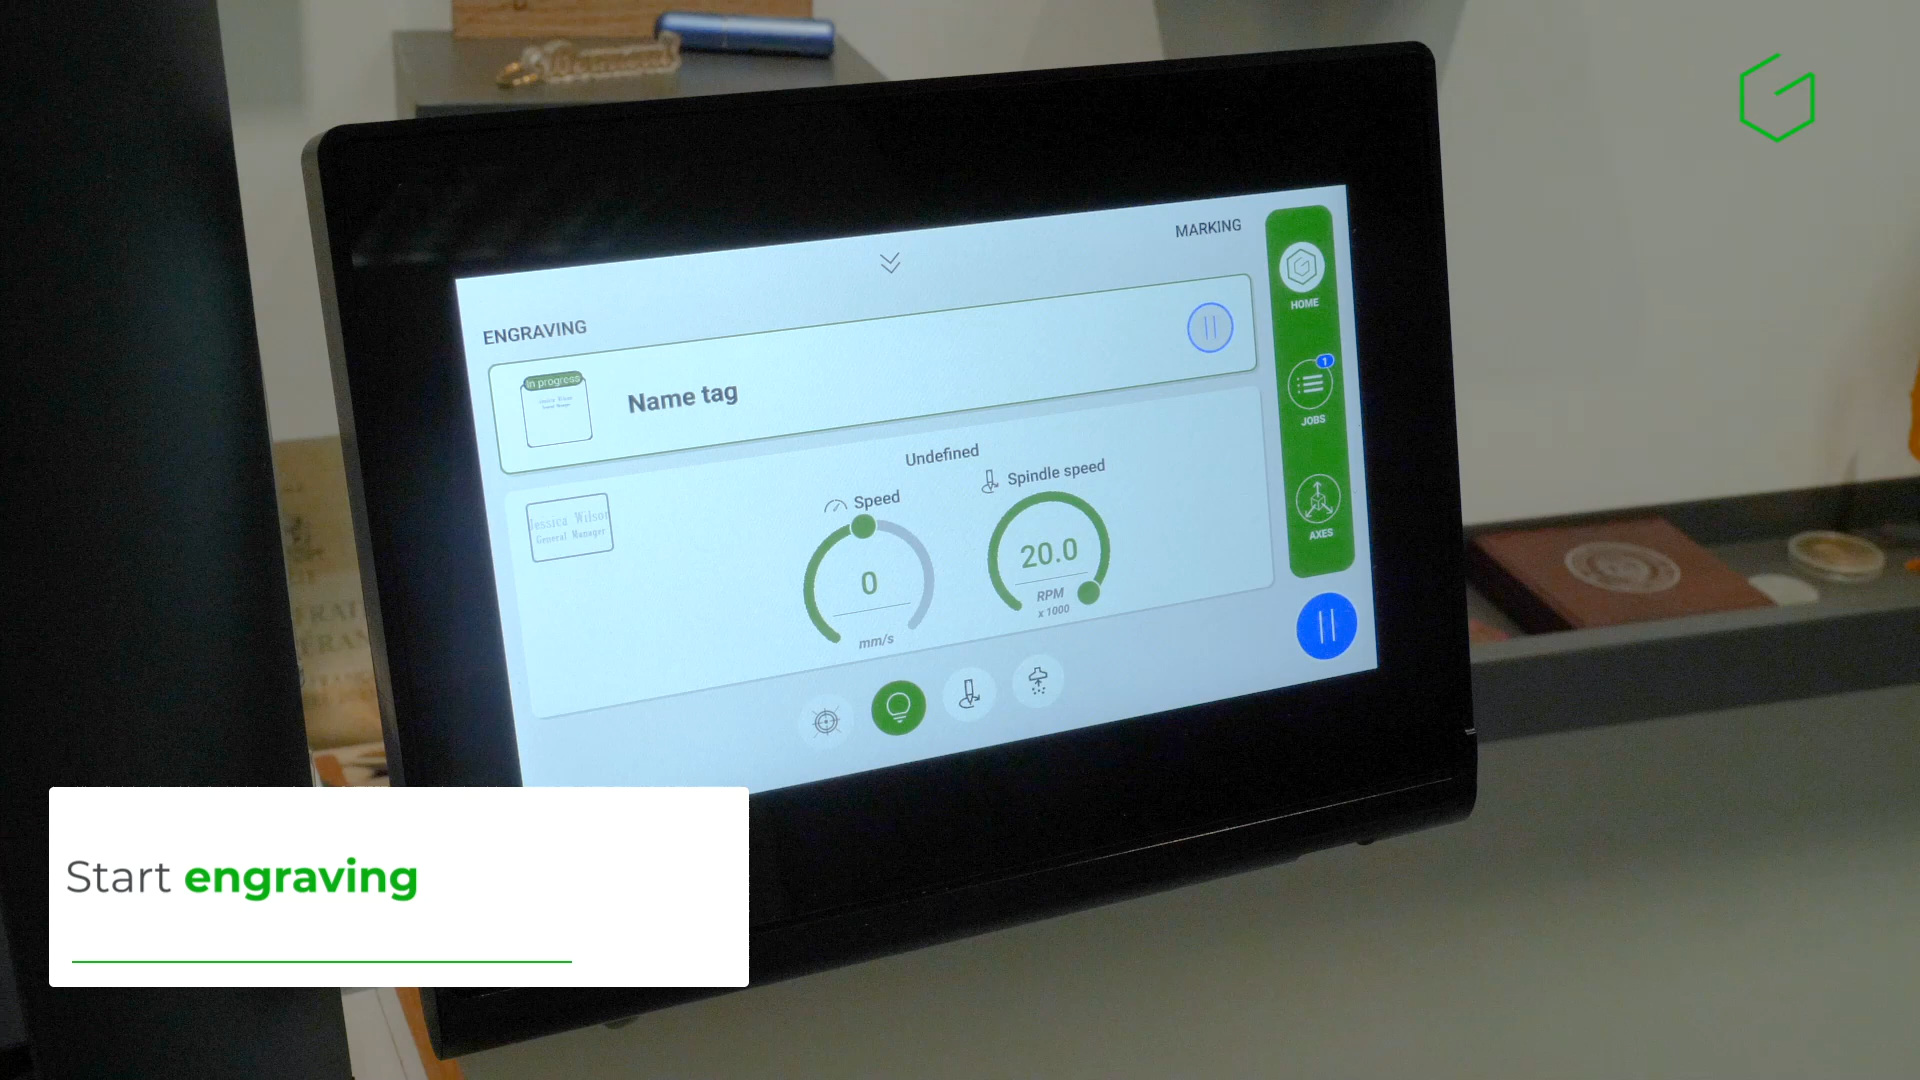 MARKING
ENGRAVING
In progress
Name tag
Undefined
Speed
0
mm/s
Spindle speed
20.0
RPM
x 1000
Jessica Wilson
General Manager
HOME
1
JOBS
AXES
Start engraving